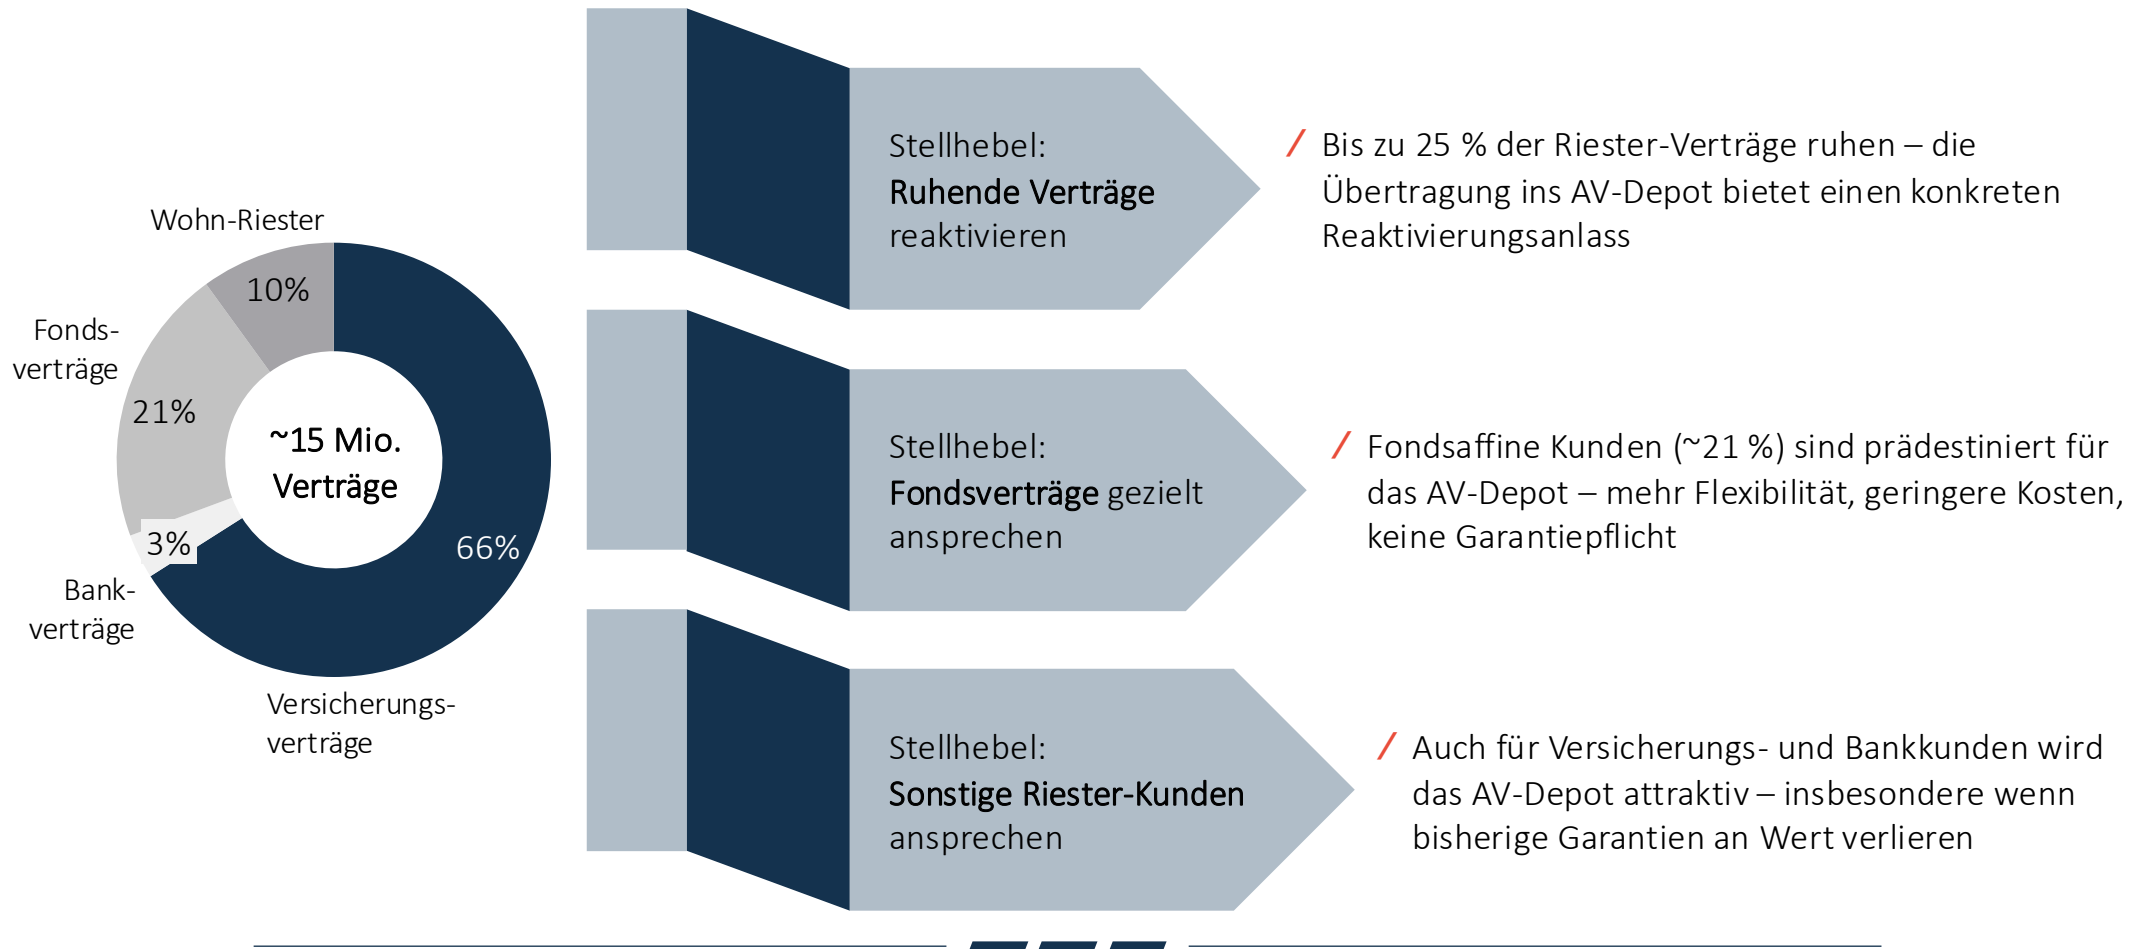 Wohn-Riester
10%
Fonds-
verträge
21%
~15 Mio.
Verträge
3%
66%
Bank-
verträge
Versicherungs-
verträge
Stellhebel:
Ruhende Verträge
reaktivieren
Bis zu 25 % der Riester-Verträge ruhen – die
Übertragung ins AV-Depot bietet einen konkreten
Reaktivierungsanlass
Stellhebel:
Fondsverträge gezielt
ansprechen
Fondsaffine Kunden (~21 %) sind prädestiniert für
das AV-Depot – mehr Flexibilität, geringere Kosten,
keine Garantiepflicht
Stellhebel:
Sonstige Riester-Kunden
ansprechen
Auch für Versicherungs- und Bankkunden wird
das AV-Depot attraktiv – insbesondere wenn
bisherige Garantien an Wert verlieren